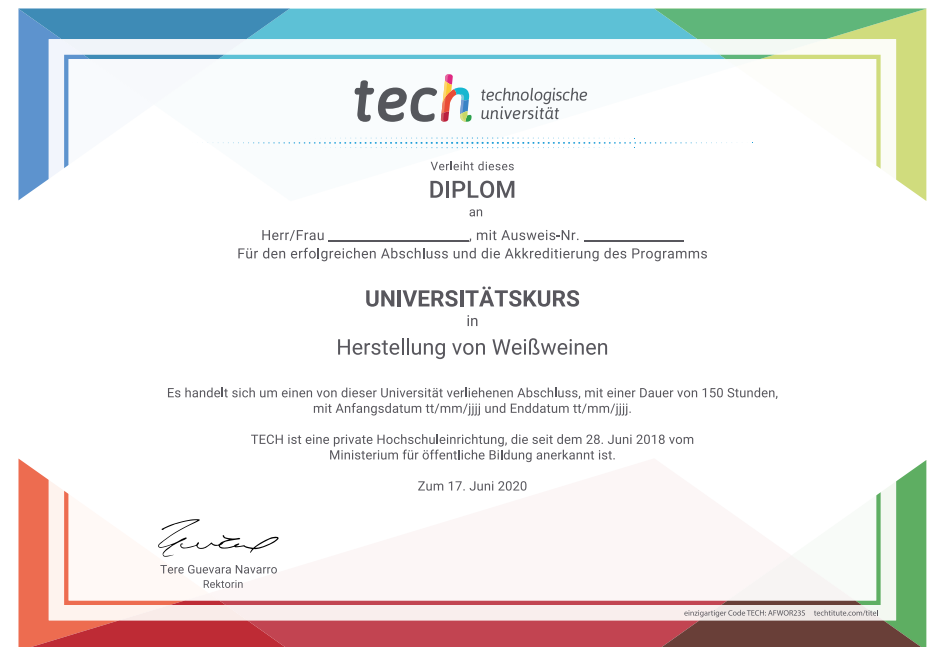 tech technologische
universität
Verleiht dieses
DIPLOM
an
Herr/Frau ____________________, mit Ausweis-Nr. ______________
Für den erfolgreichen Abschluss und die Akkreditierung des Programms
UNIVERSITÄTSKURS
in
Herstellung von Weißweinen
Es handelt sich um einen von dieser Universität verliehenen Abschluss, mit einer Dauer von 150 Stunden,
mit Anfangsdatum tt/mm/jjjj und Enddatum tt/mm/jjjj.
TECH ist eine private Hochschuleinrichtung, die seit dem 28. Juni 2018 vom
Ministerium für öffentliche Bildung anerkannt ist.
Zum 17. Juni 2020
Tere Guevara Navarro
Rektorin
einzigartiger Code TECH: AFWOR235 techtitute.com/titel